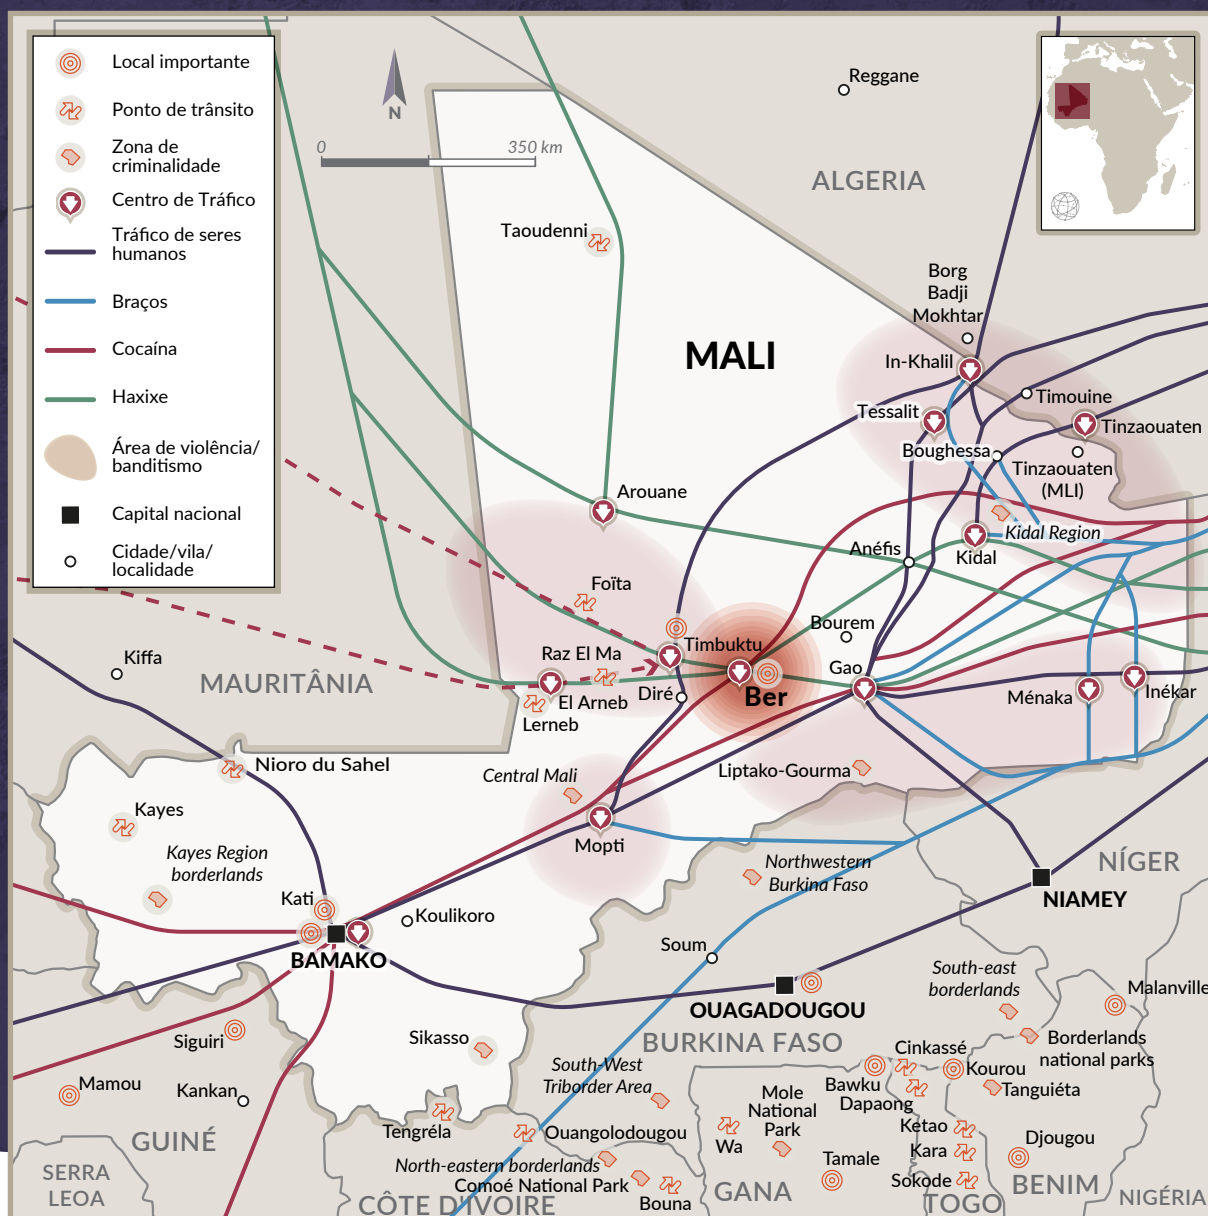 Local importante
Ponto de trânsito
Zona de
criminalidade
Centro de Tráfico
Tráfico de seres
humanos
Braços
Cocaína
Haxixe
Área de violência/
banditismo
Capital nacional
Cidade/vila/
localidade
N
0
350 km
Reggane
ALGERIA
Taoudenni
MALI
Borg
Badji
Mokhtar
In-Khalil
Timouine
Tessalit
Tinzaouaten
Boughessa
Tinzaouaten
(MLI)
Arouane
Kidal Region
Anéfis
Kidal
Foïta
Bourem
Timbuktu
Raz El Ma
Gao
Kiffa
MAURITÂNIA
El Arneb
Diré
Ber
Ménaka
Inékar
Lerneb
Nioro du Sahel
Central Mali
Liptako-Gourma
Kayes
Mopti
Kayes Region
borderlands
Northwestern
Burkina Faso
NÍGER
NIAMEY
Kati
Koulikoro
BAMAKO
Soum
South-east
borderlands
OUAGADOUGOU
Malanville
Siguiri
Sikasso
BURKINA FASO
Borderlands
national parks
Cinkassé
South-West
Triborder Area
Kourou
Mamou
Kankan
Bawku
Dapaong
Tanguiéta
Mole
National
Park
Tengréla
Ouangolodougou
Wa
Ketao
GUINÉ
Djougou
Kara
North-eastern borderlands
Tamale
SERRA
LEOA
Comoé National Park
Sokode
BENIM
GANA
Bouna
CÔTE D'IVOIRE
TOGO
NIGÉRIA